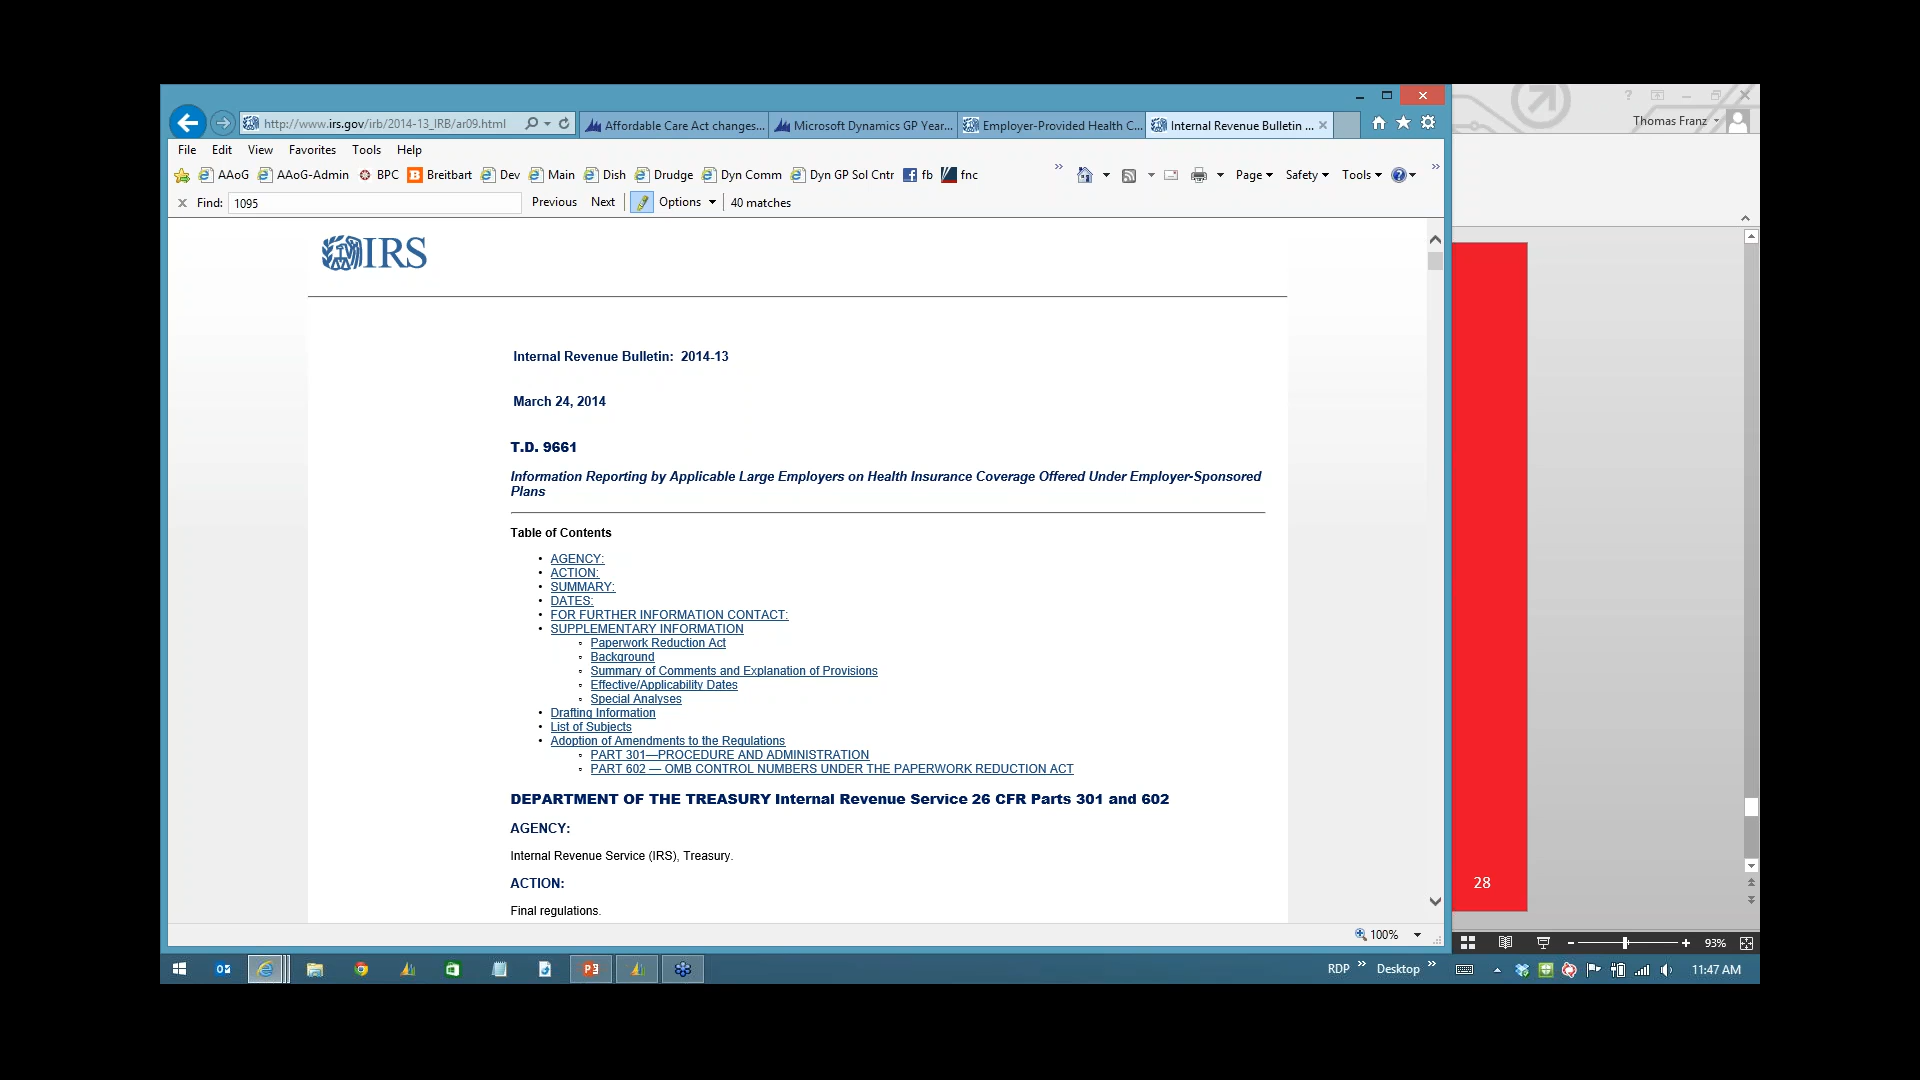 ? 
Thomas Franz
http://www.irs.gov/irb/2014-13_IRB/ar09.html
Affordable Care Act changes...
Microsoft Dynamics GP Year...
Employer-Provided Health C...
Internal Revenue Bulletin ...
File Edit View Favorites Tools Help
AAoG AAoG-Admin BPC Breitbart Dev Main Dish Drudge Dyn Comm Dyn GP Sol Cntr fb fnc
Page Safety Tools
Find: 1095 Previous Next Options 40 matches
IRS
Internal Revenue Bulletin: 2014-13
March 24, 2014
T.D. 9661
Information Reporting by Applicable Large Employers on Health Insurance Coverage Offered Under Employer-Sponsored
Plans
Table of Contents
• AGENCY:
• ACTION:
• SUMMARY:
• DATES:
• FOR FURTHER INFORMATION CONTACT:
• SUPPLEMENTARY INFORMATION
◦ Paperwork Reduction Act
◦ Background
◦ Summary of Comments and Explanation of Provisions
◦ Effective/Applicability Dates
◦ Special Analyses
• Drafting Information
• List of Subjects
• Adoption of Amendments to the Regulations
◦ PART 301—PROCEDURE AND ADMINISTRATION
◦ PART 602 — OMB CONTROL NUMBERS UNDER THE PAPERWORK REDUCTION ACT
DEPARTMENT OF THE TREASURY Internal Revenue Service 26 CFR Parts 301 and 602
AGENCY:
Internal Revenue Service (IRS), Treasury.
ACTION:
Final regulations.
28
100%
93%
RDP Desktop 11:47 AM